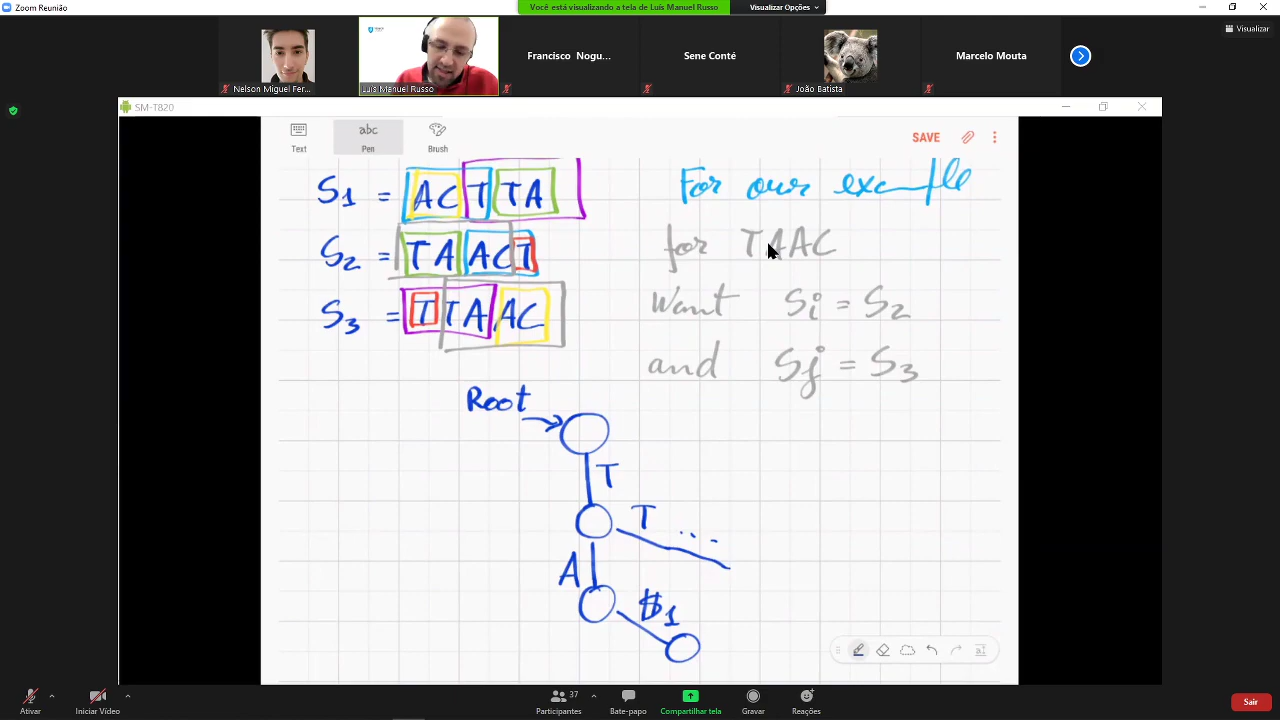 Zoom Reunião
Você está visualizando a tela de Luís Manuel Russo
Visualizar Opções
Visualizar
Nelson Miguel Fer...
Luís Manuel Russo
Francisco Nogu...
Sene Conté
João Batista
Marcelo Mouta
SM-T820
Text
abc
Pen
Brush
SAVE
S1 = ACTTA
For our example
S2 = TAACT
for TAAC
S3 = TTAAC
Want Si = S2
and Sj = S3
Root
T
T ...
A
$1
Ativar
Iniciar Vídeo
37
Participantes
Bate-papo
Compartilhar tela
Gravar
Reações
Sair